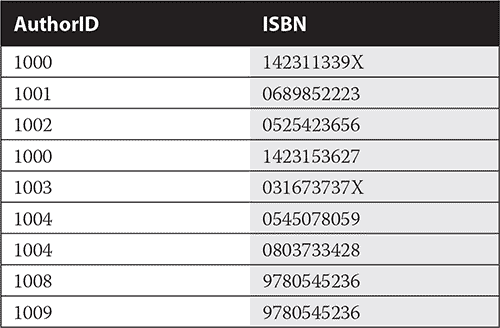 AuthorID ISBN
1000 142311339X
1001 0689852223
1002 0525423656
1000 1423153627
1003 031673737X
1004 0545078059
1004 0803733428
1008 9780545236
1009 9780545236